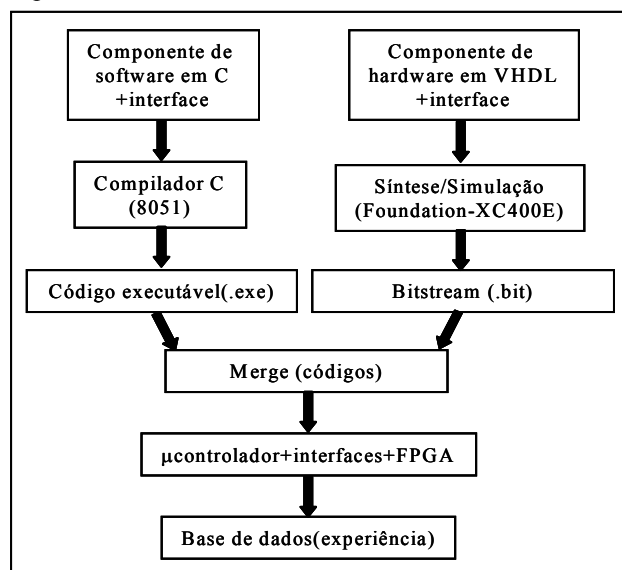 Componente de
software em C
+interface
Componente de
hardware em VHDL
+interface
Compilador C
(8051)
Síntese/Simulação
(Foundation-XC400E)
Código executável(.exe)
Bitstream (.bit)
Merge (códigos)
µcontrolador+interfaces+FPGA
Base de dados(experiência)